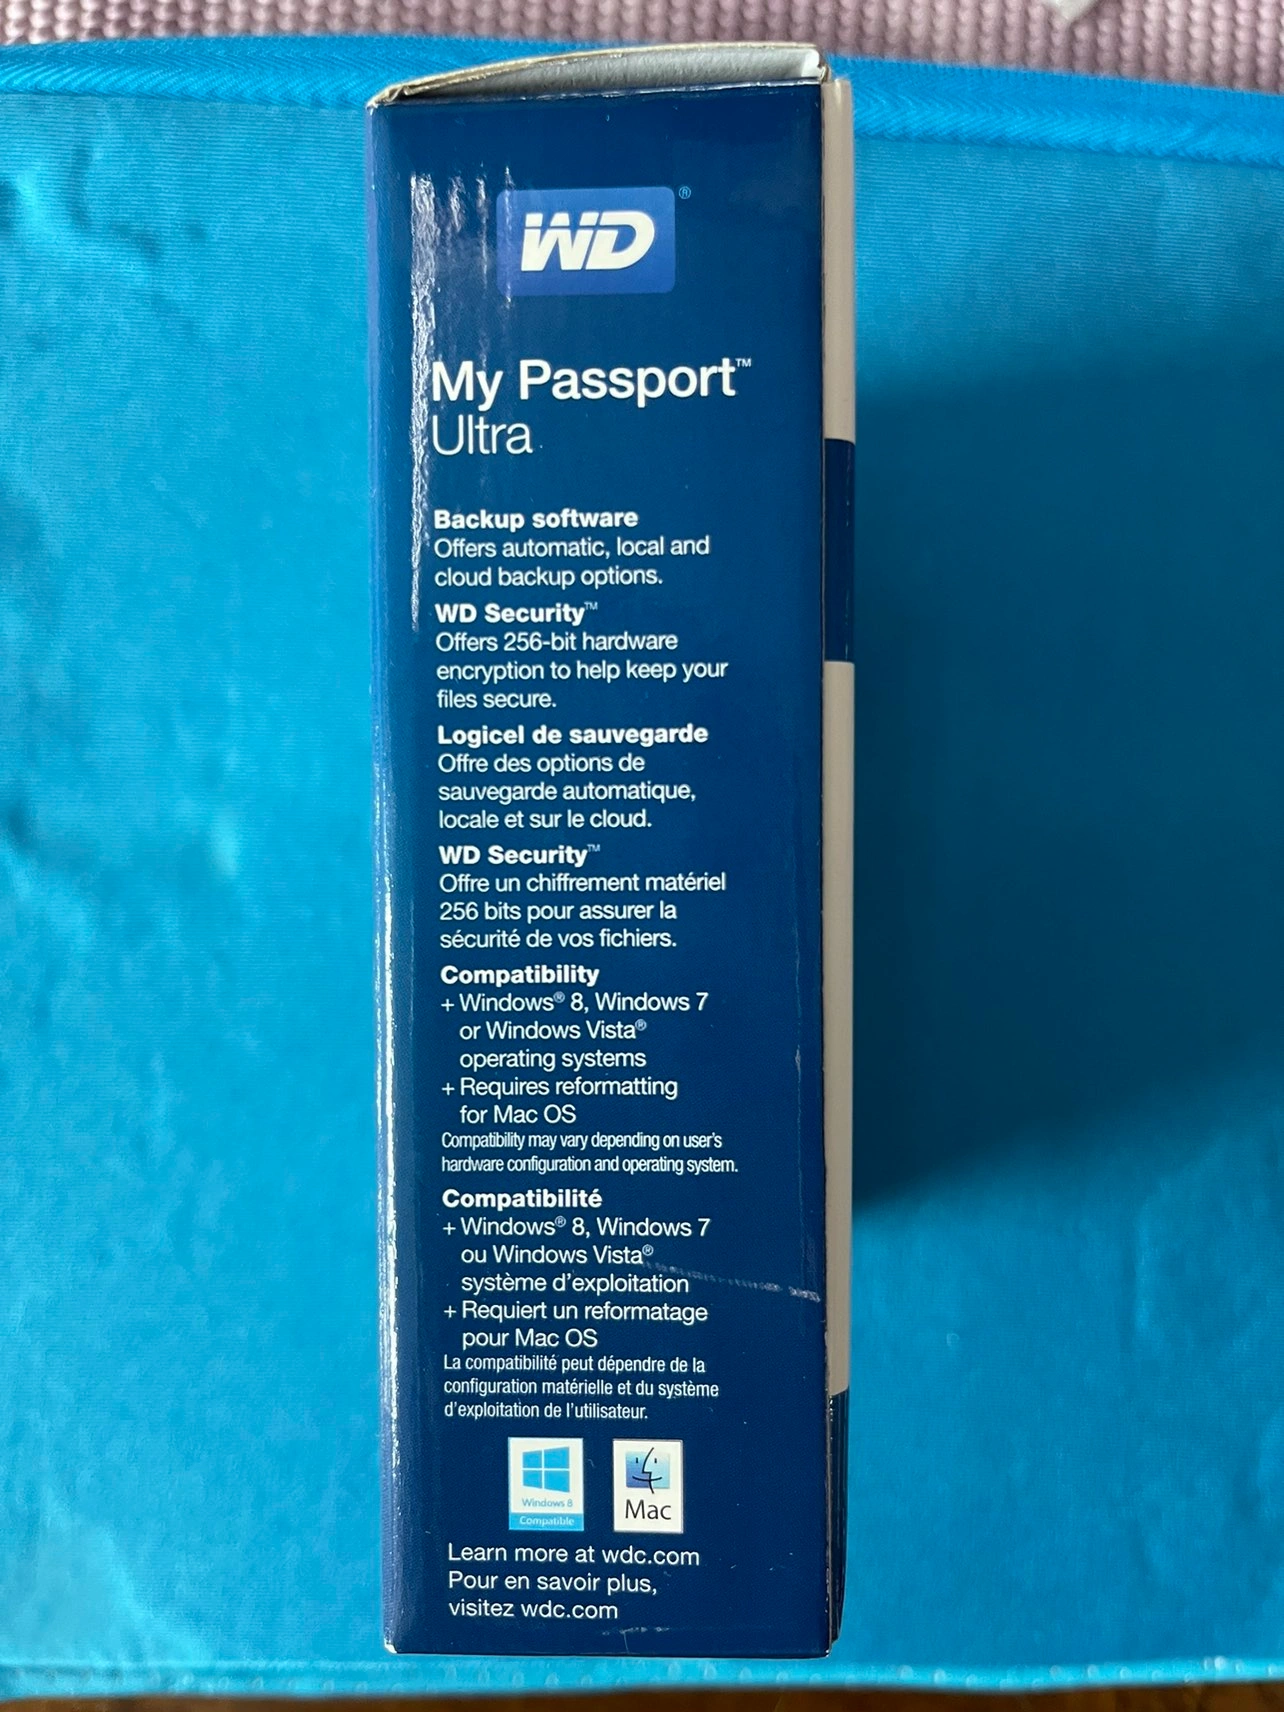 WD®
My Passport™
Ultra
Backup software
Offers automatic, local and
cloud backup options.
WD Security™
Offers 256-bit hardware
encryption to help keep your
files secure.
Logicel de sauvegarde
Offre des options de
sauvegarde automatique,
locale et sur le cloud.
WD Security™
Offre un chiffrement matériel
256 bits pour assurer la
sécurité de vos fichiers.
Compatibility
+ Windows® 8, Windows 7
or Windows Vista®
operating systems
+ Requires reformatting
for Mac OS
Compatibility may vary depending on user's
hardware configuration and operating system.
Compatibilité
+ Windows® 8, Windows 7
ou Windows Vista®
système d'exploitation
+ Requiert un reformatage
pour Mac OS
La compatibilité peut dépendre de la
configuration matérielle et du système
d'exploitation de l'utilisateur.
Windows 8
Compatible
Mac
Learn more at wdc.com
Pour en savoir plus,
visitez wdc.com